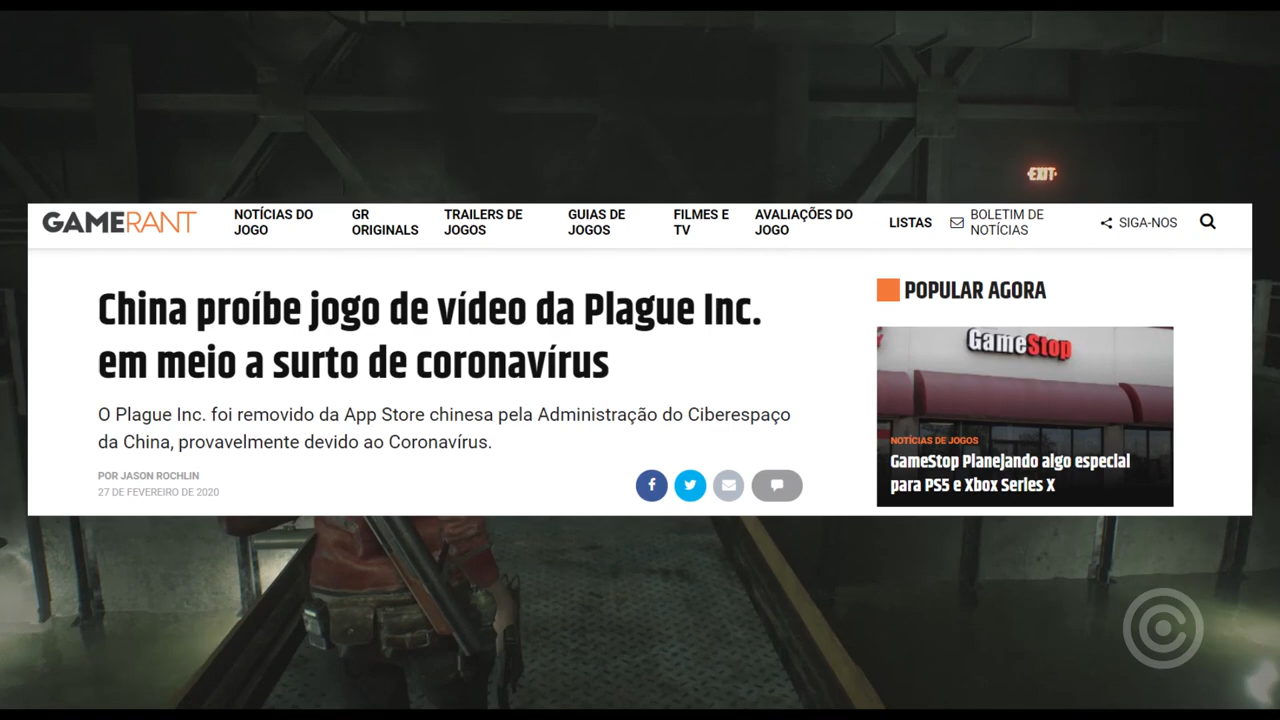 EXIT
GAMERANT
NOTÍCIAS DO
JOGO
GR
ORIGINALS
TRAILERS DE
JOGOS
GUIAS DE
JOGOS
FILMES E
TV
AVALIAÇÕES DO
JOGO
LISTAS
BOLETIM DE
NOTÍCIAS
SIGA-NOS
China proíbe jogo de vídeo da Plague Inc.
em meio a surto de coronavírus
O Plague Inc. foi removido da App Store chinesa pela Administração do Ciberespaço
da China, provavelmente devido ao Coronavírus.
POR JASON ROCHLIN
27 DE FEVEREIRO DE 2020
POPULAR AGORA
GameStop
NOTÍCIAS DE JOGOS
GameStop Planejando algo especial
para PS5 e Xbox Series X